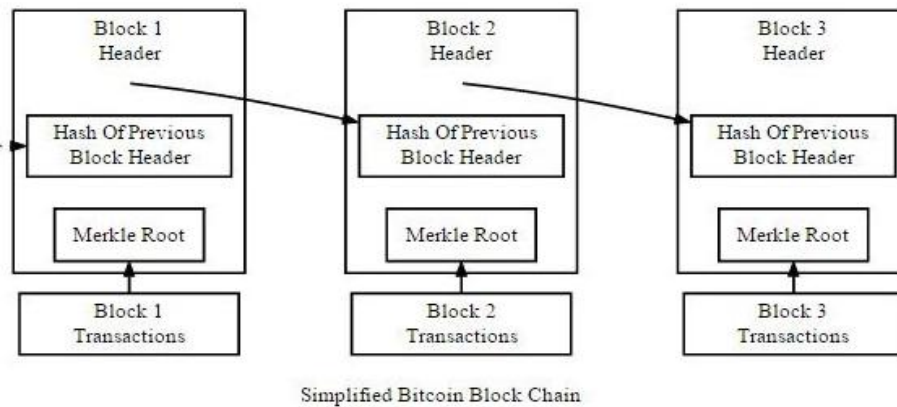 Block 1
Header
Hash Of Previous
Block Header
Merkle Root
Block 1
Transactions
Block 2
Header
Hash Of Previous
Block Header
Merkle Root
Block 2
Transactions
Block 3
Header
Hash Of Previous
Block Header
Merkle Root
Block 3
Transactions
Simplified Bitcoin Block Chain